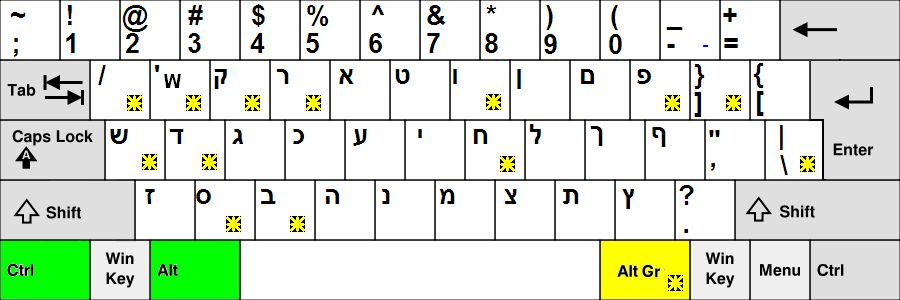 ~ ! @ # $ % ^ & * ) ( _ +
; 1 2 3 4 5 6 7 8 9 0 - - =
Tab / 'W ק ר א ט ו ן ם פ } {
] [
Caps Lock ש ד ג כ ע י ח ל ך ף " |
A , \ Enter
Shift ז ס ב ה נ מ צ ת ץ ? Shift
.
Ctrl Win Key Alt Alt Gr Win Key Menu Ctrl